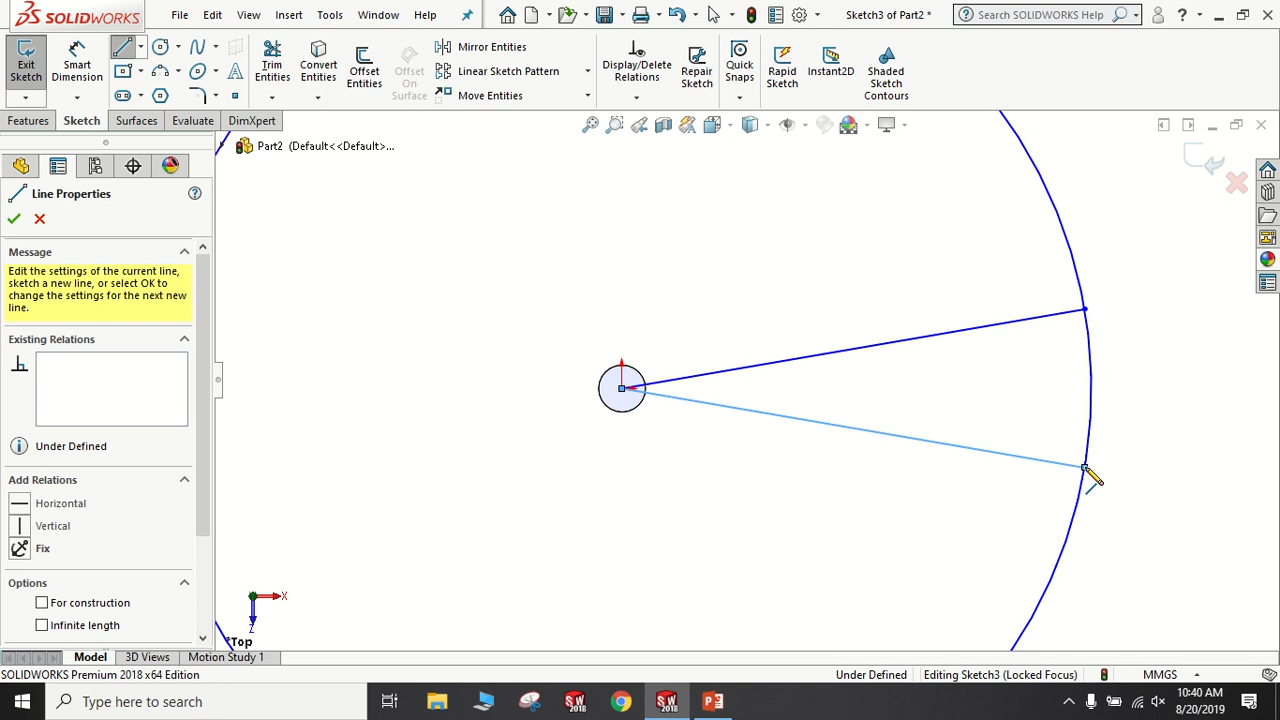 SOLIDWORKS File Edit View Insert Tools Window Help Sketch3 of Part2 * Search SOLIDWORKS Help
Exit Sketch
Smart Dimension
Trim Entities
Convert Entities
Offset Entities
Offset On Surface
Mirror Entities
Linear Sketch Pattern
Move Entities
Display/Delete Relations
Repair Sketch
Quick Snaps
Rapid Sketch
Instant2D
Shaded Sketch Contours
Features Sketch Surfaces Evaluate DimXpert
Part2 (Default<<Default>...
Line Properties
Message
Edit the settings of the current line,
sketch a new line, or select OK to
change the settings for the next new
line.
Existing Relations
Under Defined
Add Relations
Horizontal
Vertical
Fix
Options
For construction
Infinite length
X
Z
*Top
Model 3D Views Motion Study 1
SOLIDWORKS Premium 2018 x64 Edition Under Defined Editing Sketch3 (Locked Focus) MMGS
Type here to search
SW 2018
SW 2018
10:40 AM
8/20/2019